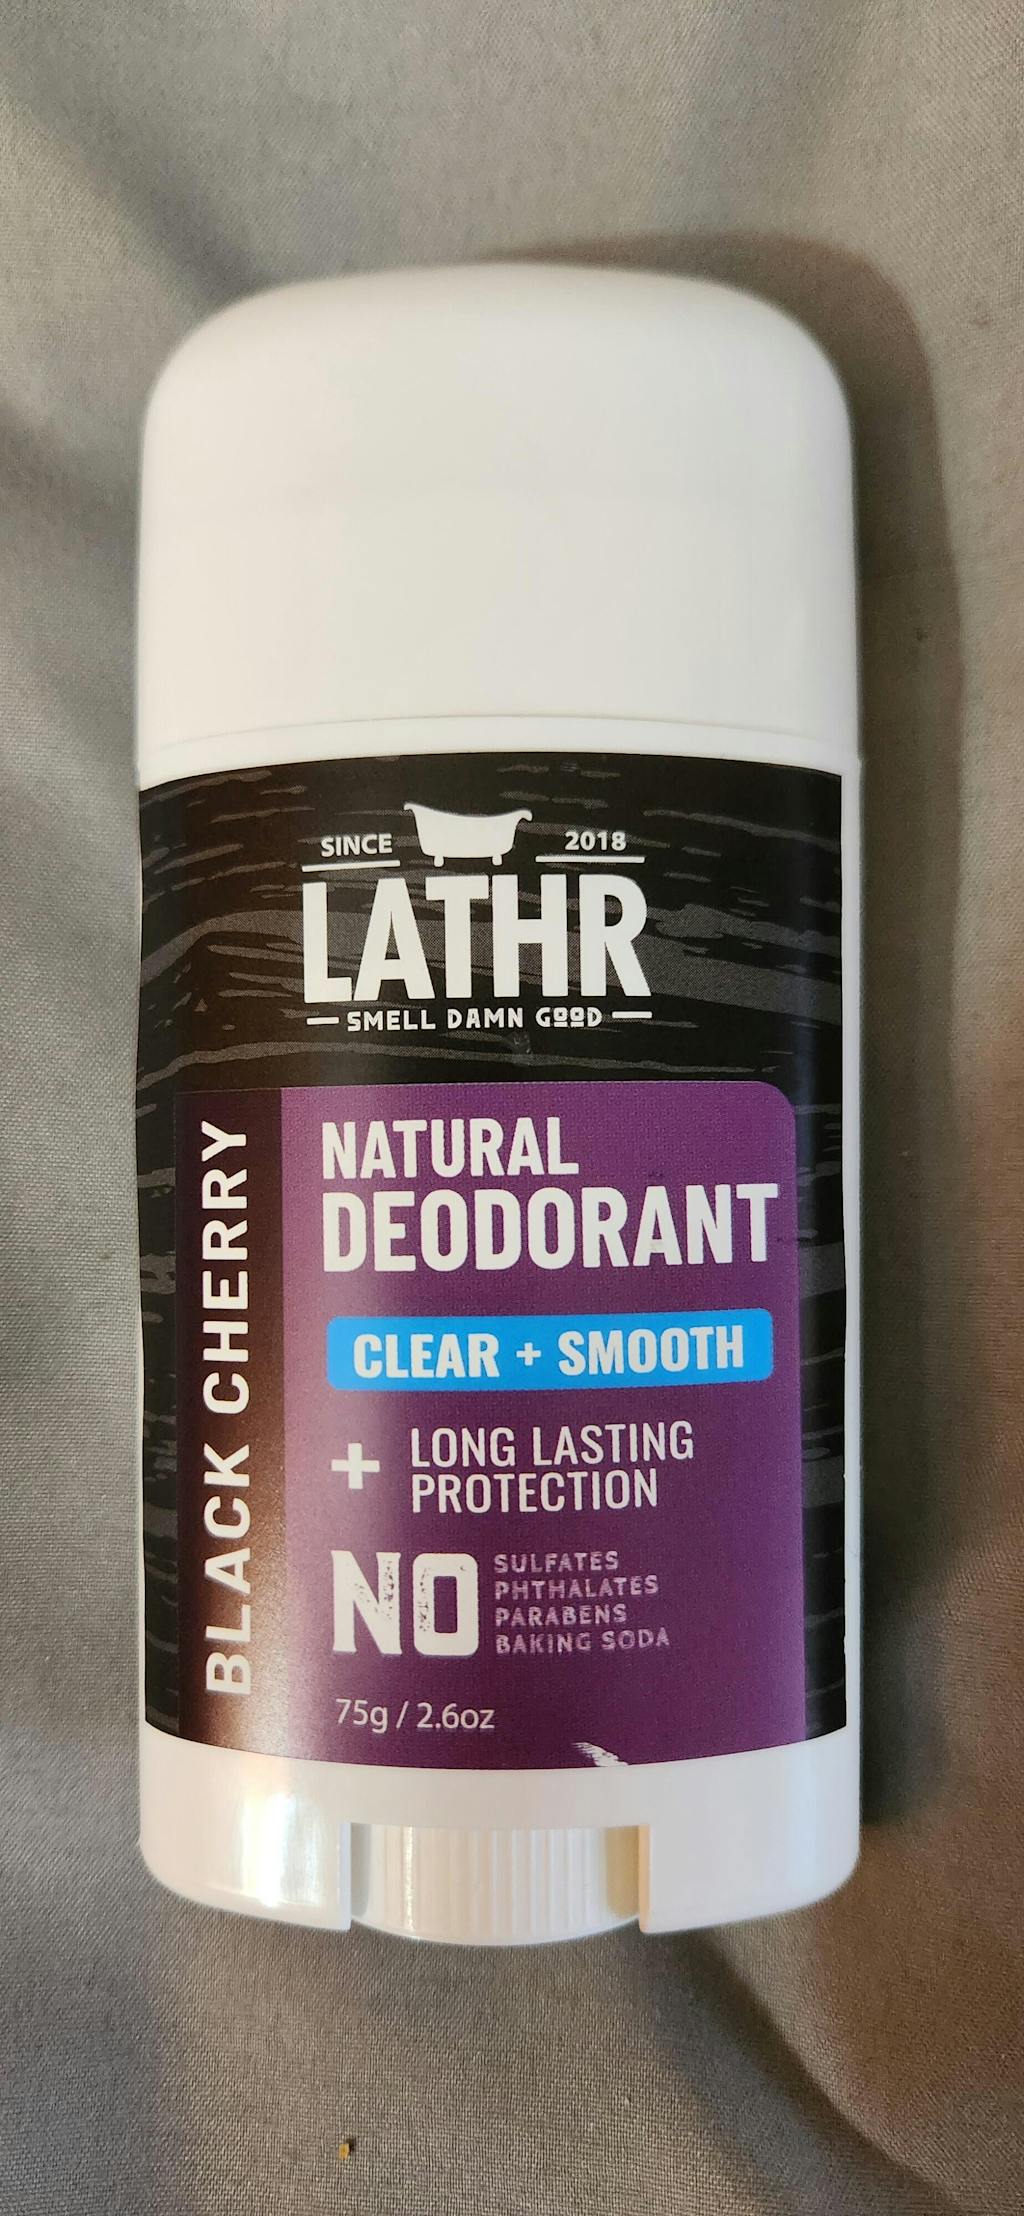 SINCE 2018
LATHR
SMELL DAMN GOOD
BLACK CHERRY
NATURAL
DEODORANT
CLEAR + SMOOTH
+ LONG LASTING
PROTECTION
NO
SULFATES
PHTHALATES
PARABENS
BAKING SODA
75g / 2.6oz